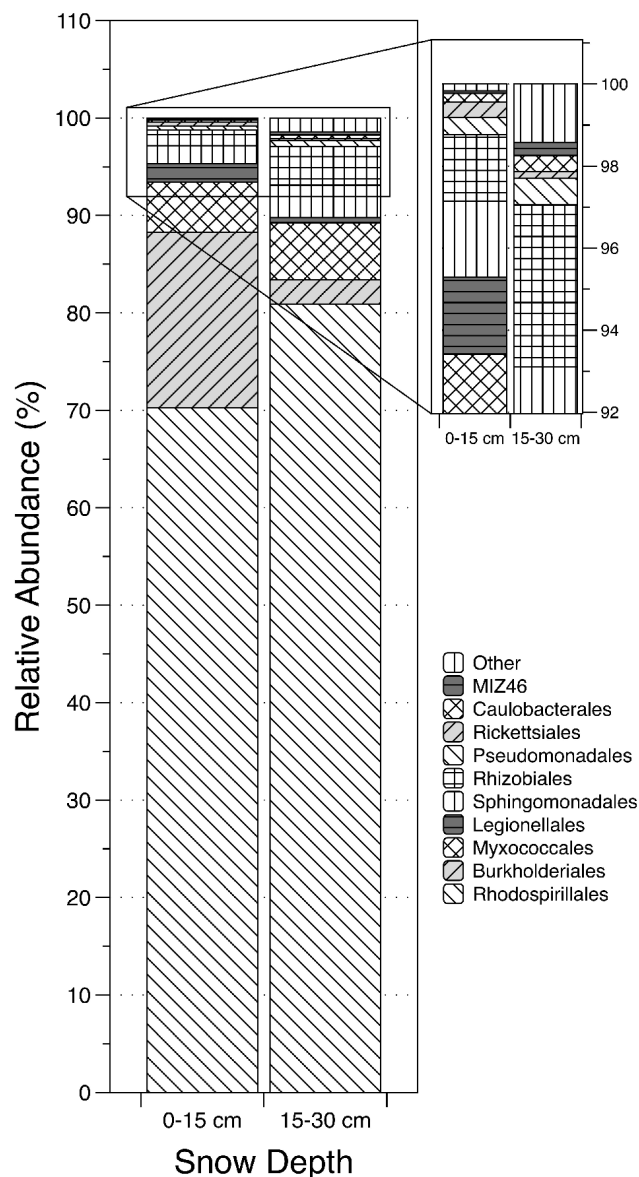 110
100
90
80
70
60
50
40
30
20
10
0
Relative Abundance (%)
0-15 cm
15-30 cm
Snow Depth
100
98
96
94
92
0-15 cm
15-30 cm
Other
MIZ46
Caulobacterales
Rickettsiales
Pseudomonadales
Rhizobiales
Sphingomonadales
Legionellales
Myxococcales
Burkholderiales
Rhodospirillales